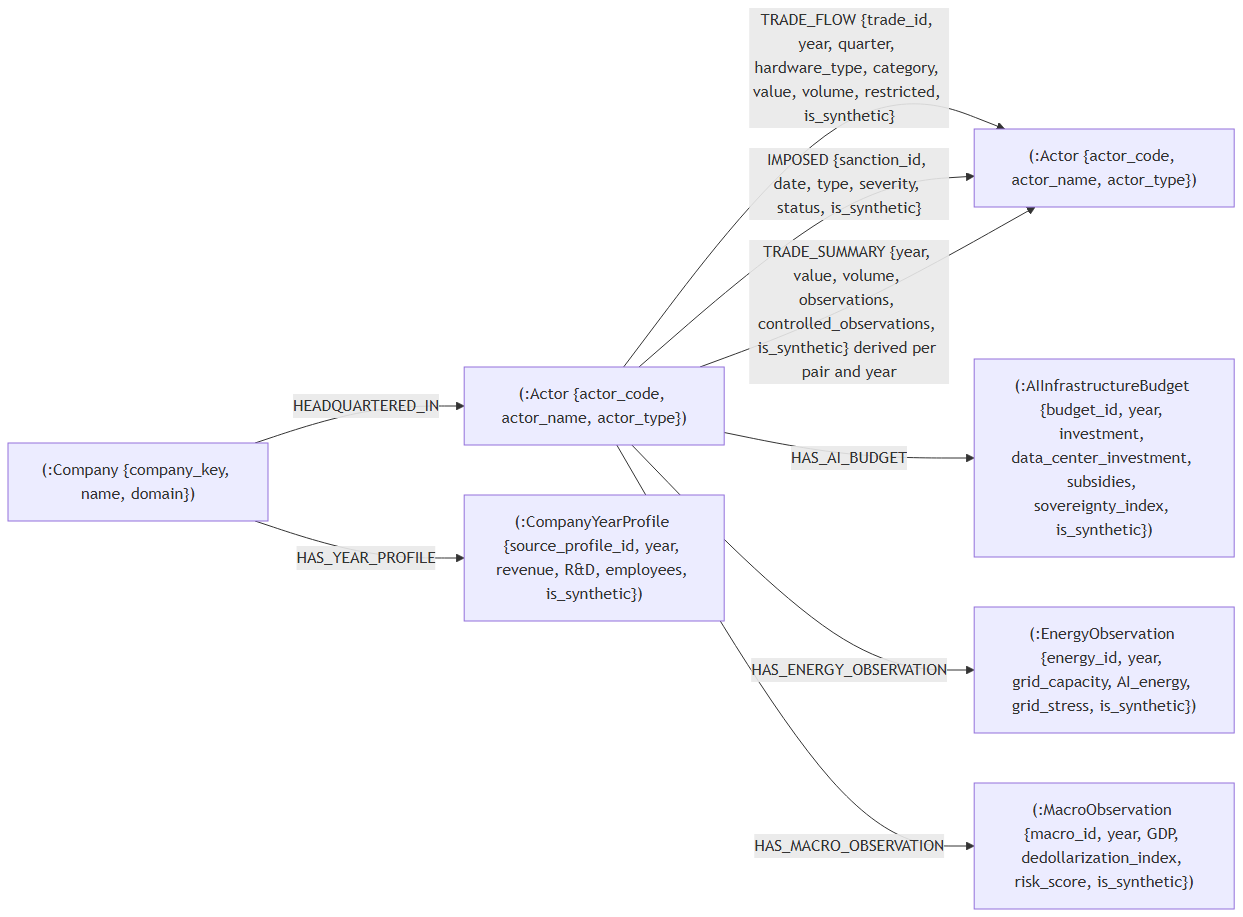 TRADE_FLOW {trade_id,
year, quarter,
hardware_type, category,
value, volume, restricted,
is_synthetic}
(:Actor {actor_code,
actor_name, actor_type})
IMPOSED {sanction_id,
date, type, severity,
status, is_synthetic}
TRADE_SUMMARY {year,
value, volume,
observations,
controlled_observations,
is_synthetic} derived per
pair and year
(:Actor {actor_code,
actor_name, actor_type})
HEADQUARTERED_IN
(:AIInfrastructureBudget
{budget_id, year,
investment,
data_center_investment,
subsidies,
sovereignty_index,
is_synthetic})
HAS_AI_BUDGET
(:Company {company_key,
name, domain})
(:CompanyYearProfile
{source_profile_id, year,
revenue, R&D, employees,
is_synthetic})
HAS_YEAR_PROFILE
HAS_ENERGY_OBSERVATION
(:EnergyObservation
{energy_id, year,
grid_capacity, AI_energy,
grid_stress, is_synthetic})
HAS_MACRO_OBSERVATION
(:MacroObservation
{macro_id, year, GDP,
dedollarization_index,
risk_score, is_synthetic})